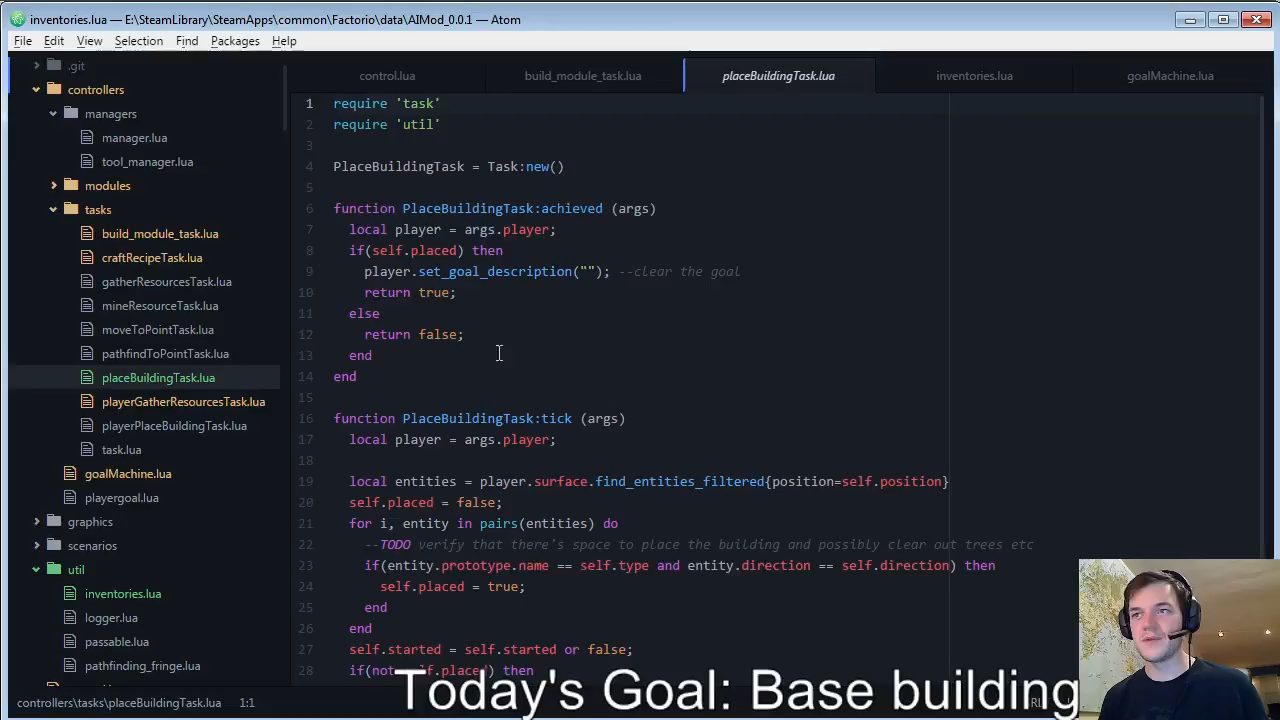 inventories.lua — E:\SteamLibrary\SteamApps\common\Factorio\data\AIMod_0.0.1 — Atom
File Edit View Selection Find Packages Help
.git
controllers
managers
manager.lua
tool_manager.lua
modules
tasks
build_module_task.lua
craftRecipeTask.lua
gatherResourcesTask.lua
mineResourceTask.lua
moveToPointTask.lua
pathfindToPointTask.lua
placeBuildingTask.lua
playerGatherResourcesTask.lua
playerPlaceBuildingTask.lua
task.lua
goalMachine.lua
playergoal.lua
graphics
scenarios
util
inventories.lua
logger.lua
passable.lua
pathfinding_fringe.lua
control.lua build_module_task.lua placeBuildingTask.lua inventories.lua goalMachine.lua
1 require 'task'
2 require 'util'
3
4 PlaceBuildingTask = Task:new()
5
6 function PlaceBuildingTask:achieved (args)
7 local player = args.player;
8 if(self.placed) then
9 player.set_goal_description(""); --clear the goal
10 return true;
11 else
12 return false;
13 end
14 end
15
16 function PlaceBuildingTask:tick (args)
17 local player = args.player;
18
19 local entities = player.surface.find_entities_filtered{position=self.position}
20 self.placed = false;
21 for i, entity in pairs(entities) do
22 --TODO verify that there's space to place the building and possibly clear out trees etc
23 if(entity.prototype.name == self.type and entity.direction == self.direction) then
24 self.placed = true;
25 end
26 end
27 self.started = self.started or false;
28 if(not self.placed) then
Today's Goal: Base building
controllers\tasks\placeBuildingTask.lua 1:1